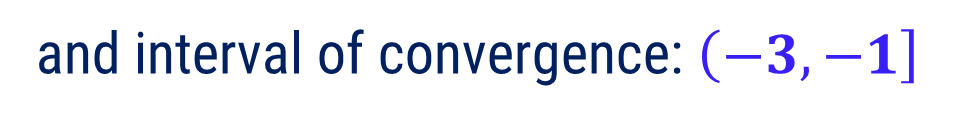 and interval of convergence: (−3, −1]